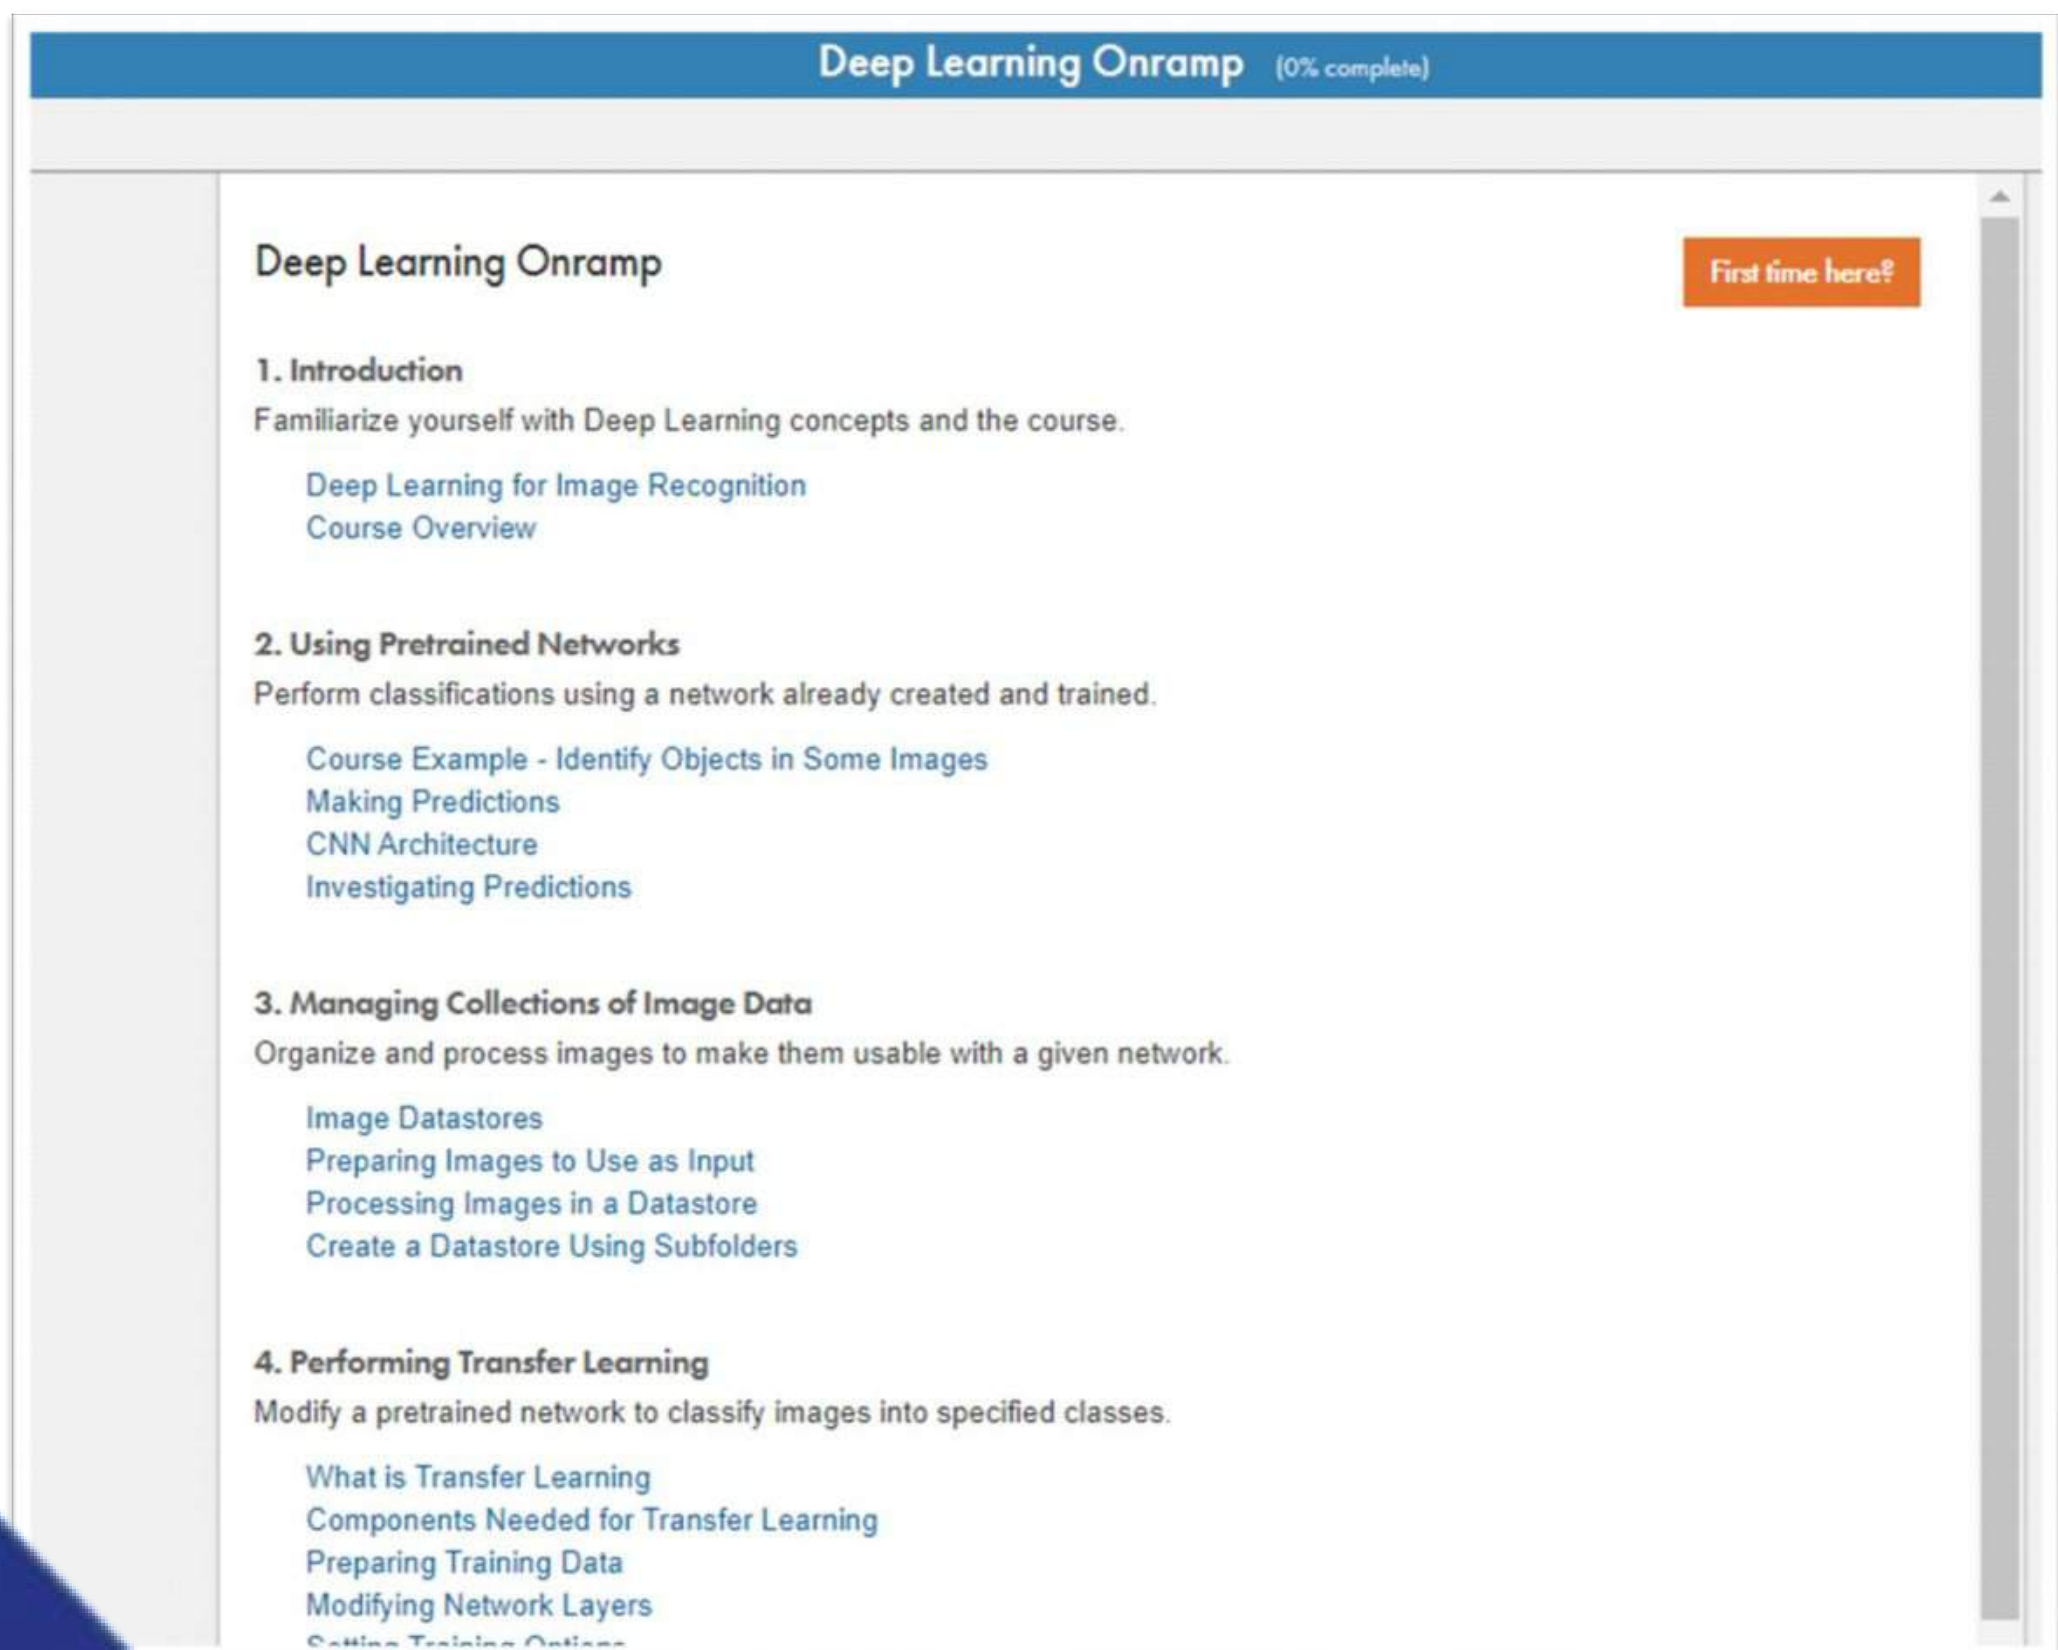 Deep Learning Onramp (0% complete)
Deep Learning Onramp
First time here?
1. Introduction
Familiarize yourself with Deep Learning concepts and the course.
Deep Learning for Image Recognition
Course Overview
2. Using Pretrained Networks
Perform classifications using a network already created and trained.
Course Example - Identify Objects in Some Images
Making Predictions
CNN Architecture
Investigating Predictions
3. Managing Collections of Image Data
Organize and process images to make them usable with a given network.
Image Datastores
Preparing Images to Use as Input
Processing Images in a Datastore
Create a Datastore Using Subfolders
4. Performing Transfer Learning
Modify a pretrained network to classify images into specified classes.
What is Transfer Learning
Components Needed for Transfer Learning
Preparing Training Data
Modifying Network Layers
Setting Training Options